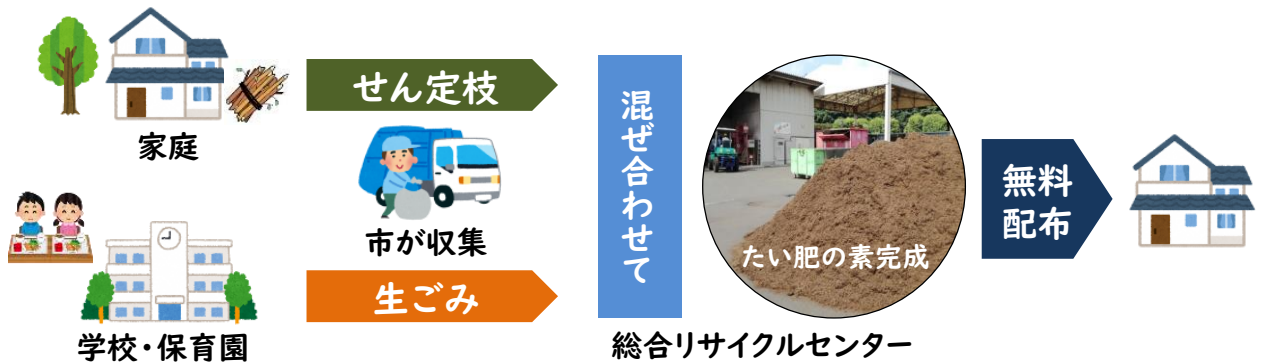 家庭
せん定枝
市が収集
学校・保育園
生ごみ
混ぜ合わせて
たい肥の素完成
総合リサイクルセンター
無料
配布